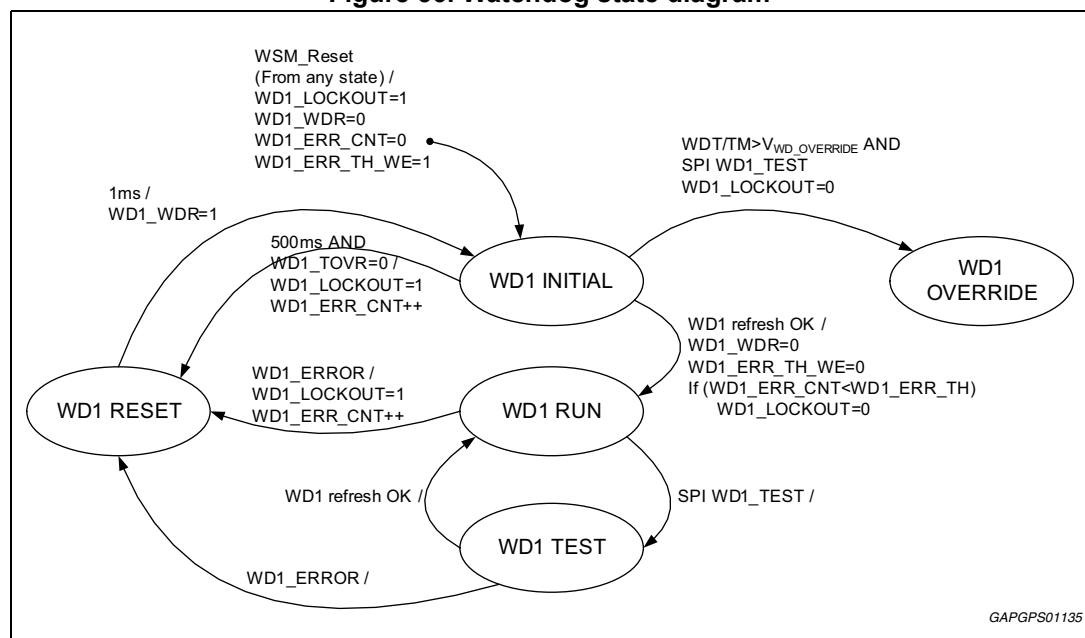 Figure Watchdog state diagram
WSM_Reset
(From any state) /
WD1_LOCKOUT=1
WD1_WDR=0
WD1_ERR_CNT=0
WD1_ERR_TH_WE=1
WDT/TM>VWD_OVERRIDE AND
SPI WD1_TEST
WD1_LOCKOUT=0
1ms /
WD1_WDR=1
500ms AND
WD1_TOVR=0 /
WD1_LOCKOUT=1
WD1_ERR_CNT++
WD1 INITIAL
WD1
OVERRIDE
WD1 refresh OK /
WD1_WDR=0
WD1_ERR_TH_WE=0
If (WD1_ERR_CNT<WD1_ERR_TH)
WD1_LOCKOUT=0
WD1_ERROR /
WD1_LOCKOUT=1
WD1_ERR_CNT++
WD1 RESET
WD1 RUN
WD1 refresh OK /
SPI WD1_TEST /
WD1 TEST
WD1_ERROR /
GAPGPS01135